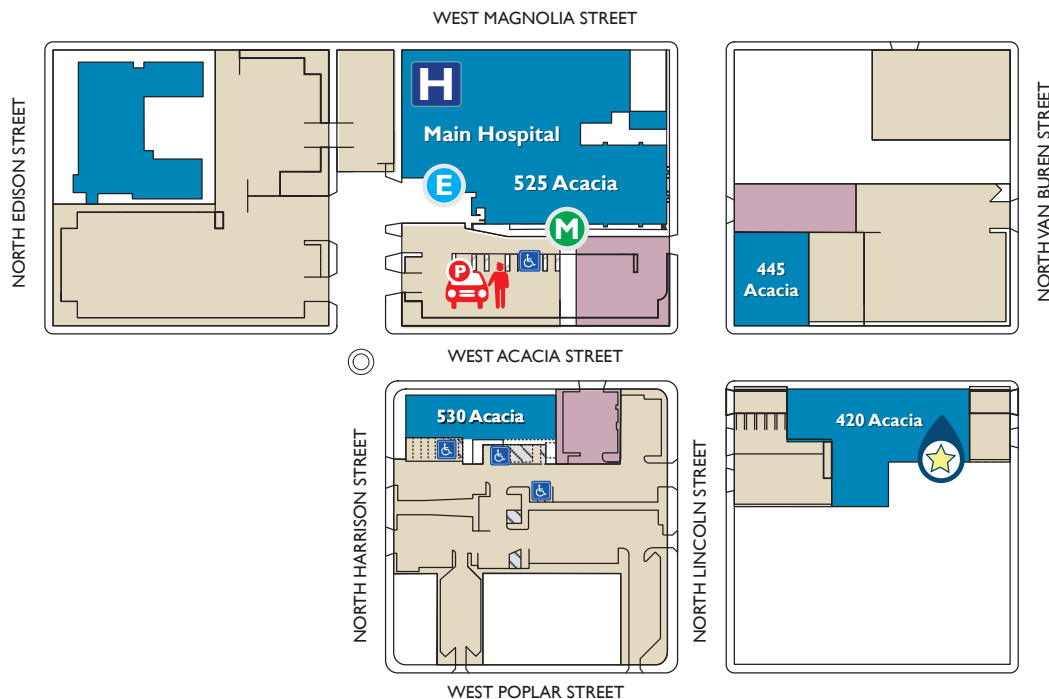 WEST MAGNOLIA STREET
NORTH EDISON STREET
H
Main Hospital
E
525 Acacia
M
P
NORTH VAN BUREN STREET
445
Acacia
WEST ACACIA STREET
530 Acacia
420 Acacia
NORTH HARRISON STREET
NORTH LINCOLN STREET
WEST POPLAR STREET